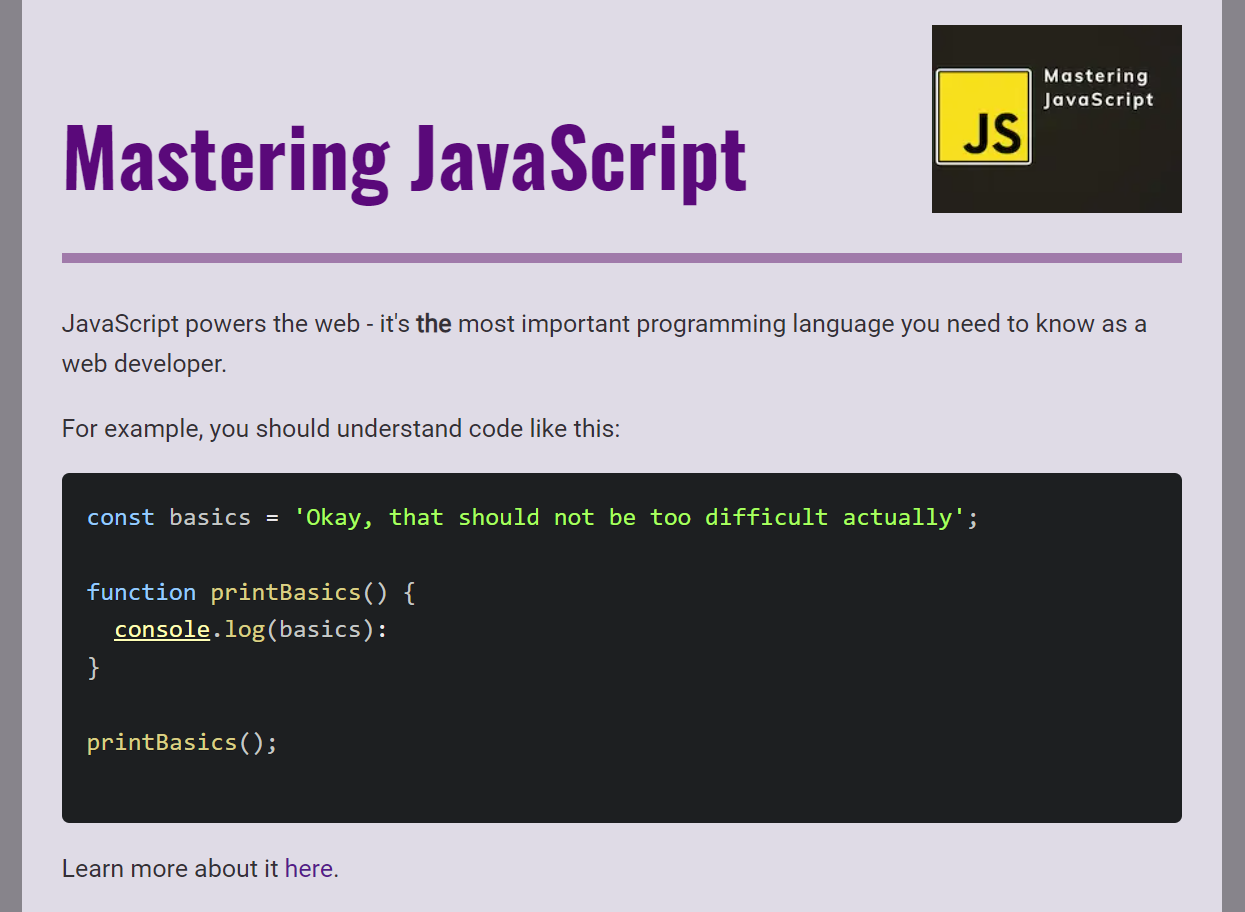 Mastering JavaScript
JS
Mastering
JavaScript
JavaScript powers the web - it's the most important programming language you need to know as a
web developer.
For example, you should understand code like this:
const basics = 'Okay, that should not be too difficult actually';
function printBasics() {
  console.log(basics):
}
printBasics();
Learn more about it here.